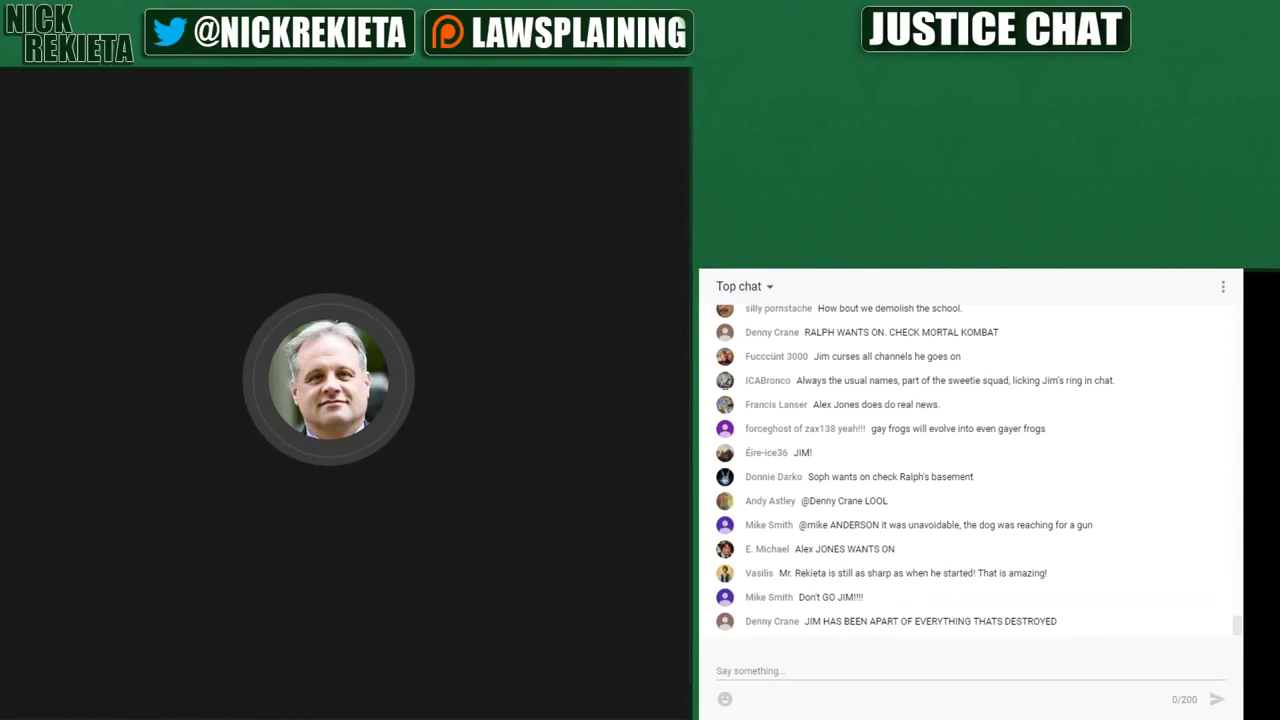 NICK
REKIETA
@NICKREKIETA
LAWSPLAINING
JUSTICE CHAT
Top chat
silly pornstache How bout we demolish the school.
Denny Crane RALPH WANTS ON. CHECK MORTAL KOMBAT
Fucccünt 3000 Jim curses all channels he goes on
ICABronco Always the usual names, part of the sweetie squad, licking Jim's ring in chat.
Francis Lanser Alex Jones does do real news.
forceghost of zax138 yeah!!! gay frogs will evolve into even gayer frogs
Éire-ice36 JIM!
Donnie Darko Soph wants on check Ralph's basement
Andy Astley @Denny Crane LOOL
Mike Smith @mike ANDERSON it was unavoidable, the dog was reaching for a gun
E. Michael Alex JONES WANTS ON
Vasilis Mr. Rekieta is still as sharp as when he started! That is amazing!
Mike Smith Don't GO JIM!!!!
Denny Crane JIM HAS BEEN APART OF EVERYTHING THATS DESTROYED
Say something...
0/200